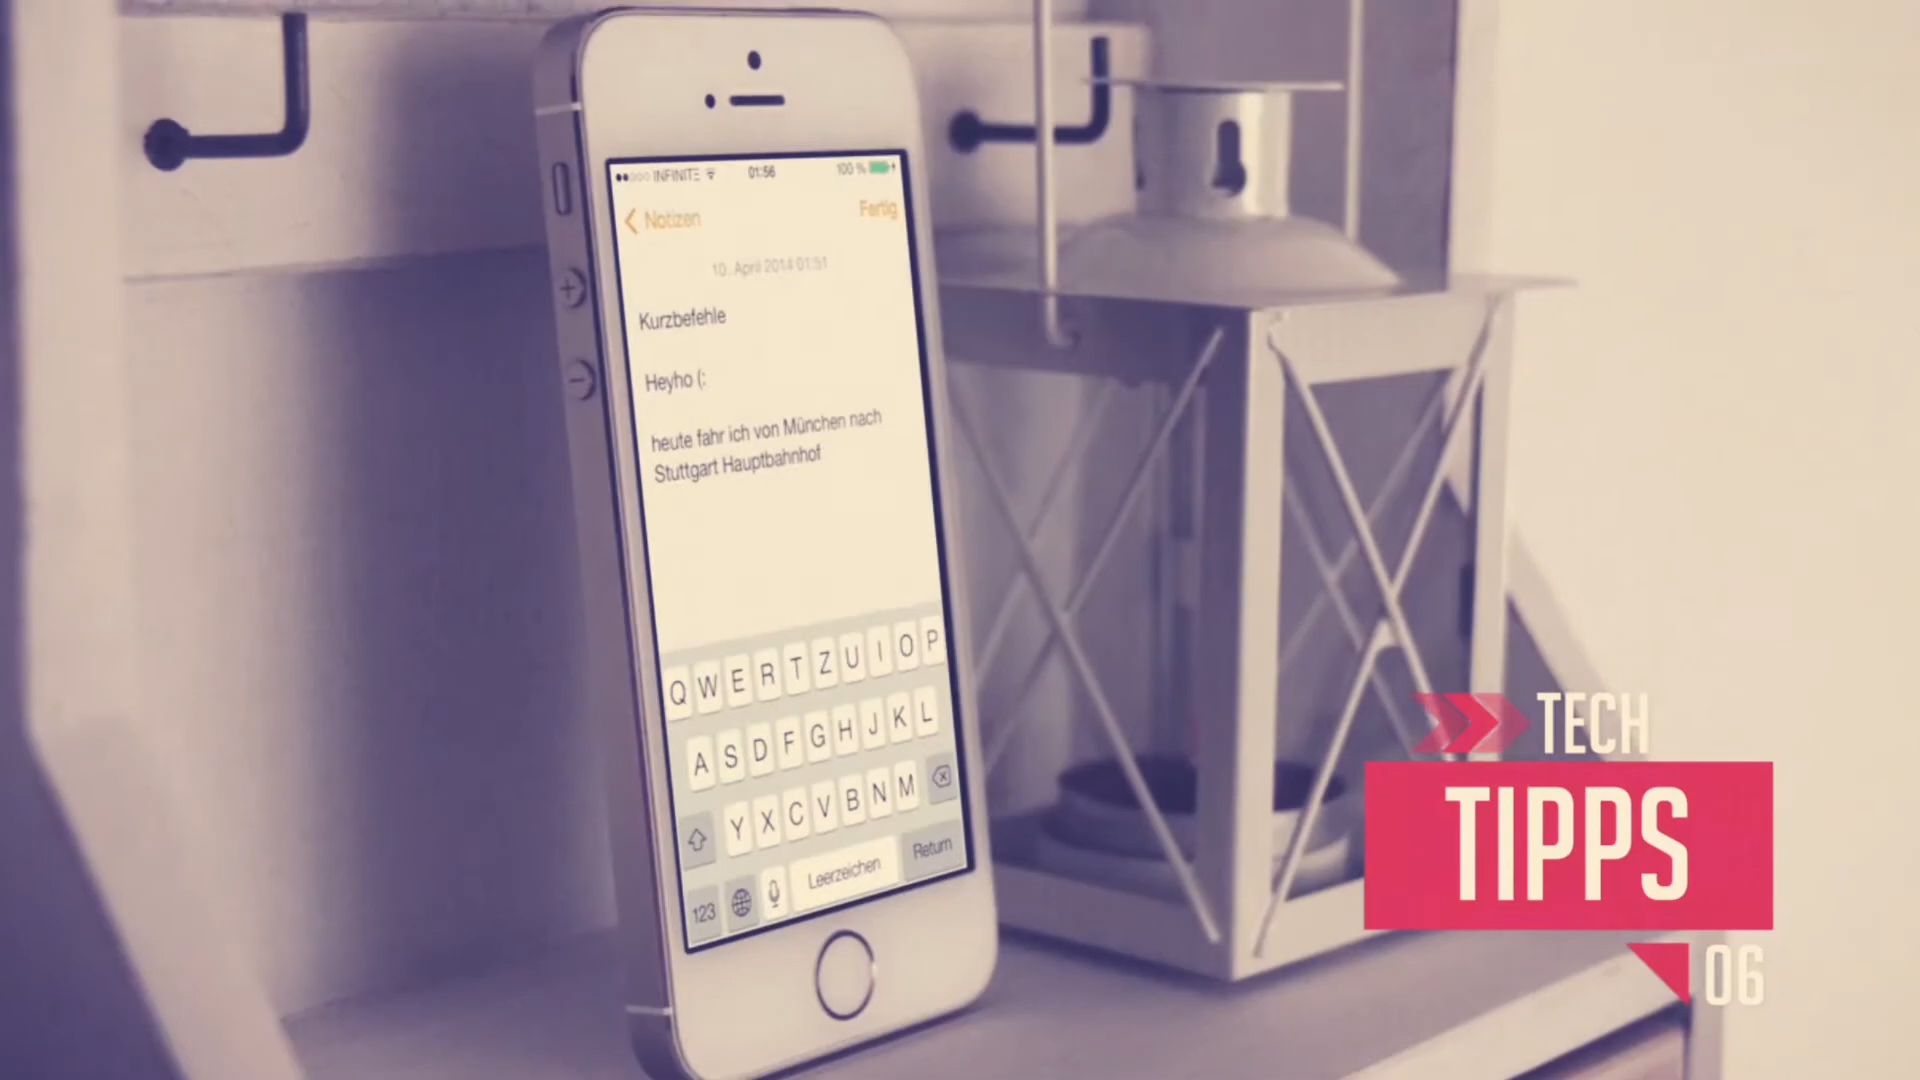 INFINITE 01:56 100 %
Notizen Fertig
10. April 2014 01:51
Kurzbefehle
Heyho (:
heute fahr ich von München nach
Stuttgart Hauptbahnhof
Q W E R T Z U I O P
A S D F G H J K L
Y X C V B N M
123 Leerzeichen Return
TECH
TIPPS
06